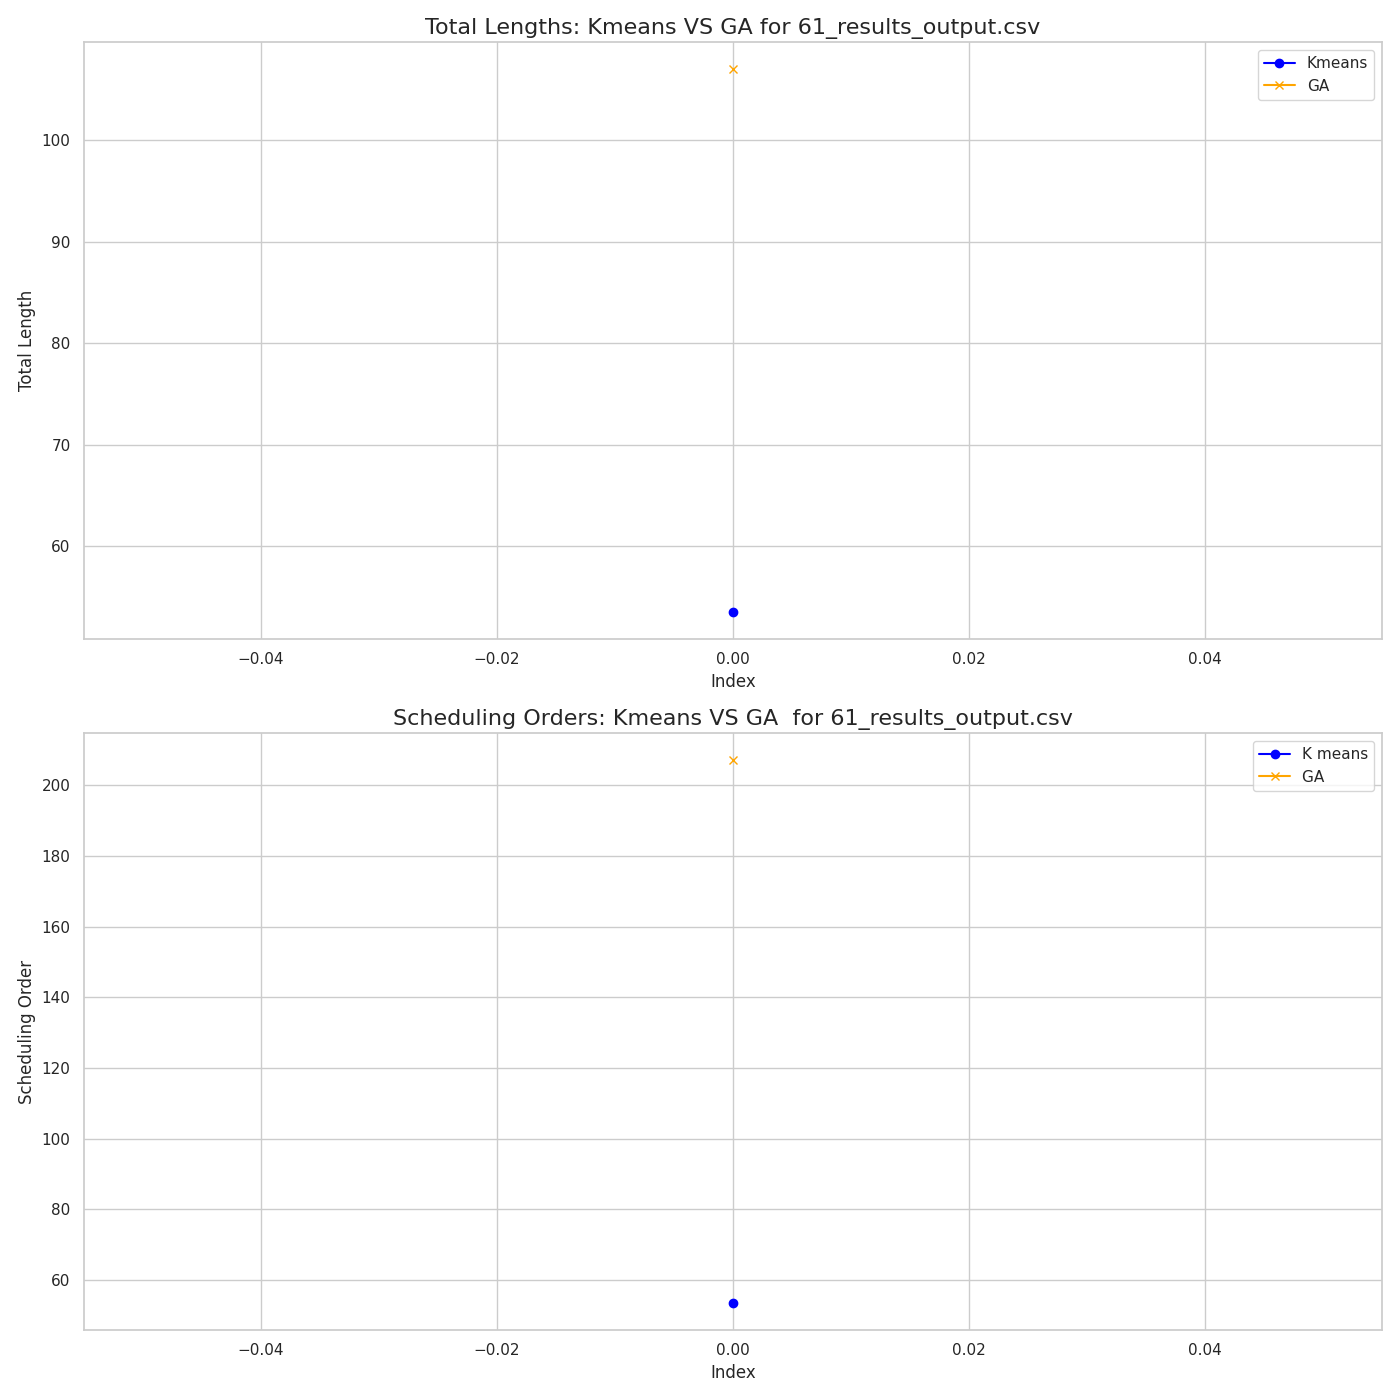 Total Lengths: Kmeans VS GA for 61_results_output.csv
Kmeans
GA
100
90
80
70
60
Total Length
−0.04
−0.02
0.00
0.02
0.04
Index
Scheduling Orders: Kmeans VS GA  for 61_results_output.csv
K means
GA
200
180
160
140
120
100
80
60
Scheduling Order
−0.04
−0.02
0.00
0.02
0.04
Index